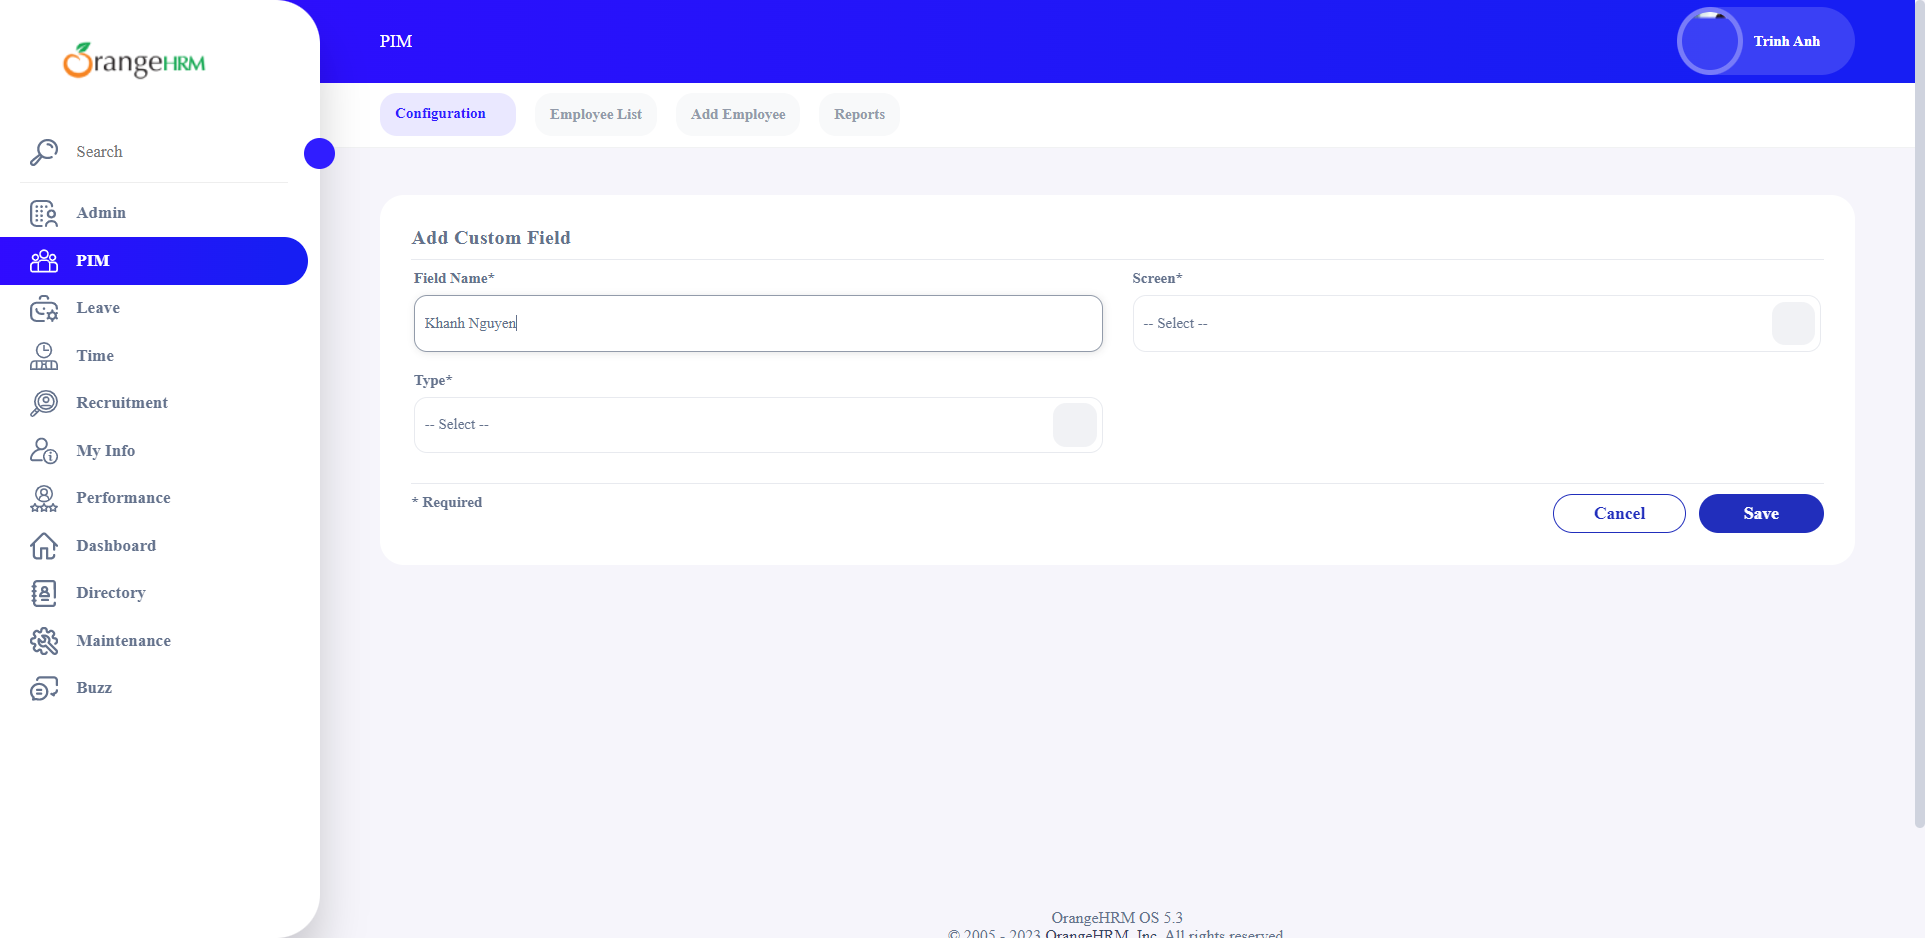 OrangeHRM
PIM
Trinh Anh
Configuration
Employee List
Add Employee
Reports
Search
Admin
PIM
Leave
Time
Recruitment
My Info
Performance
Dashboard
Directory
Maintenance
Buzz
Add Custom Field
Field Name*
Screen*
Khanh Nguyen
-- Select --
Type*
-- Select --
* Required
Cancel
Save
OrangeHRM OS 5.3
© 2005 - 2023 OrangeHRM, Inc. All rights reserved.